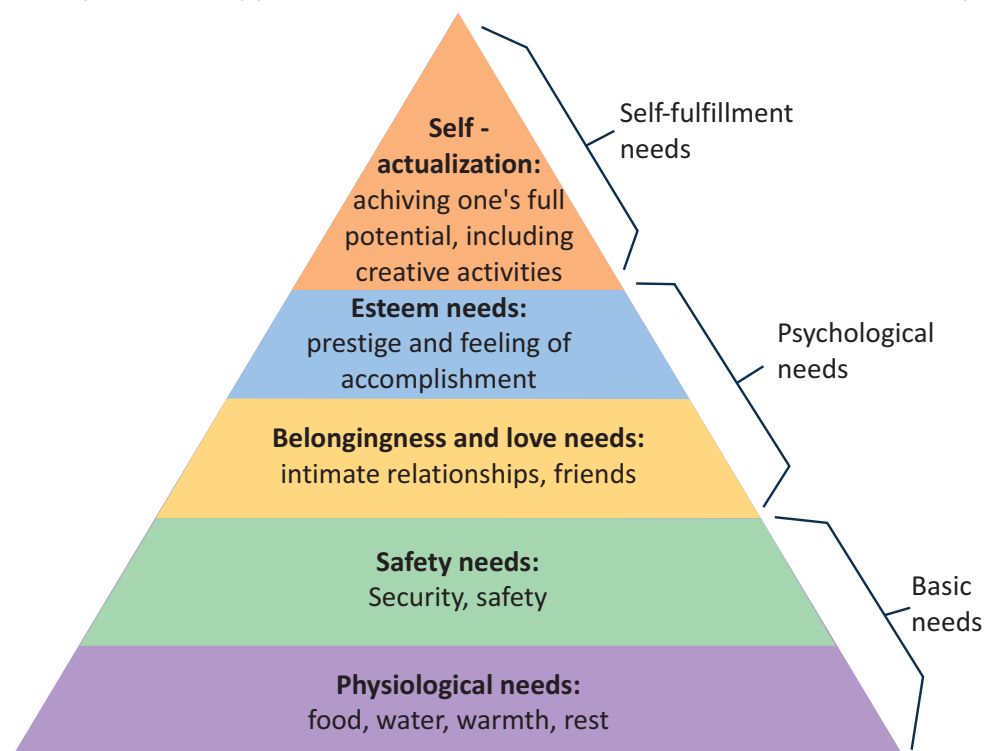 Self -
actualization:
achiving one's full
potential, including
creative activities
Self-fulfillment
needs
Esteem needs:
prestige and feeling of
accomplishment
Psychological
needs
Belongingness and love needs:
intimate relationships, friends
Safety needs:
Security, safety
Basic
needs
Physiological needs:
food, water, warmth, rest